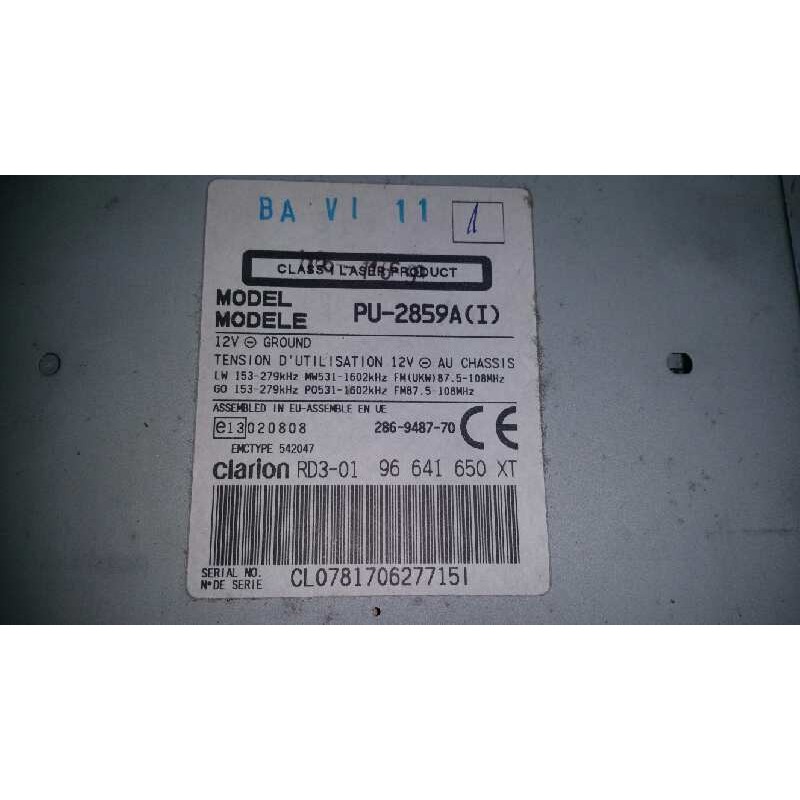 BA VI 11 1
CLASS 1 LASER PRODUCT
MODEL
MODELE PU-2859A(I)
12V ⊖ GROUND
TENSION D'UTILISATION 12V ⊖ AU CHASSIS
LW 153-279kHz MW531-1602kHz FM(UKW)87.5-108MHz
GO 153-279kHz PO531-1602kHz FM87.5-108MHz
ASSEMBLED IN EU-ASSEMBLE EN UE
e13 020808 286-9487-70 CE
EMCTYPE 542047
clarion RD3-01 96 641 650 XT
SERIAL NO.
N° DE SERIE CL078170627715I